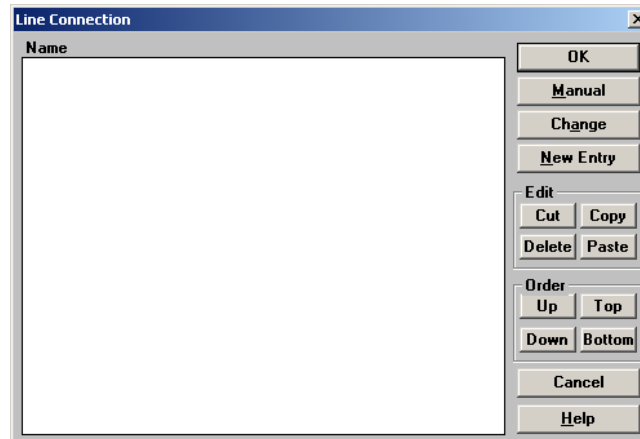 Line Connection
Name
OK
Manual
Change
New Entry
Edit
Cut Copy
Delete Paste
Order
Up Top
Down Bottom
Cancel
Help